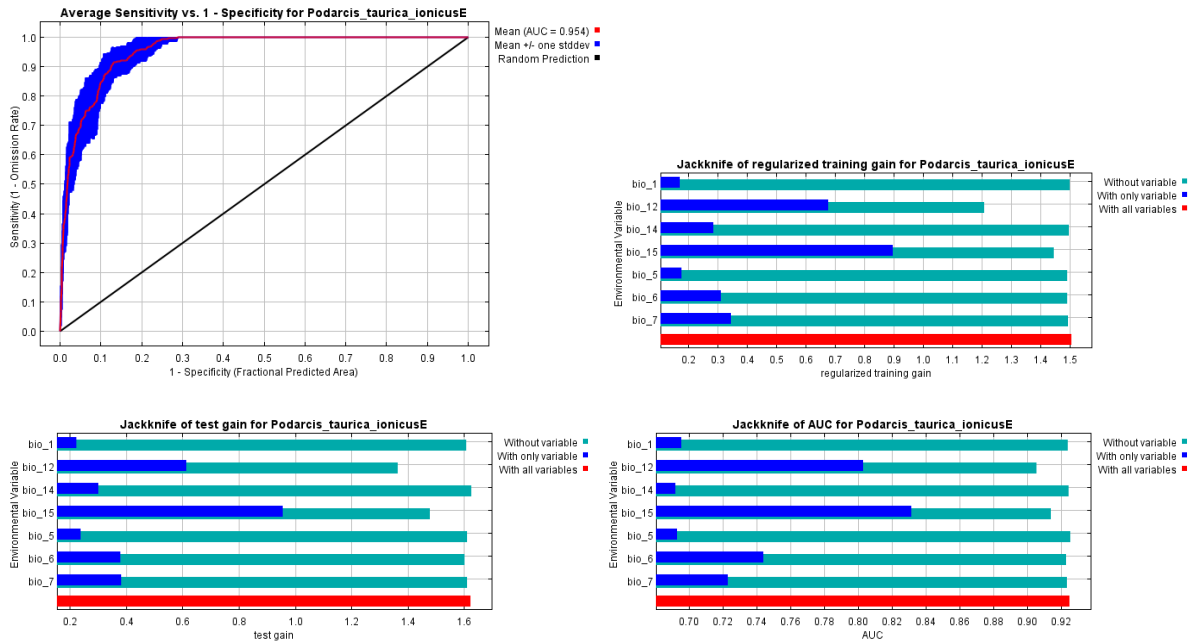 Average Sensitivity vs. 1 - Specificity for Podarcis_taurica_ionicusE
Mean (AUC = 0.954)
Mean +/- one stddev
Random Prediction
Sensitivity (1 - Omission Rate)
1.0
0.9
0.8
0.7
0.6
0.5
0.4
0.3
0.2
0.1
0.0
0.0 0.1 0.2 0.3 0.4 0.5 0.6 0.7 0.8 0.9 1.0
1 - Specificity (Fractional Predicted Area)
Jackknife of regularized training gain for Podarcis_taurica_ionicusE
Without variable
With only variable
With all variables
Environmental Variable
bio_1
bio_12
bio_14
bio_15
bio_5
bio_6
bio_7
0.2 0.3 0.4 0.5 0.6 0.7 0.8 0.9 1.0 1.1 1.2 1.3 1.4 1.5
regularized training gain
Jackknife of test gain for Podarcis_taurica_ionicusE
Without variable
With only variable
With all variables
Environmental Variable
bio_1
bio_12
bio_14
bio_15
bio_5
bio_6
bio_7
0.2 0.4 0.6 0.8 1.0 1.2 1.4 1.6
test gain
Jackknife of AUC for Podarcis_taurica_ionicusE
Without variable
With only variable
With all variables
Environmental Variable
bio_1
bio_12
bio_14
bio_15
bio_5
bio_6
bio_7
0.70 0.72 0.74 0.76 0.78 0.80 0.82 0.84 0.86 0.88 0.90 0.92
AUC